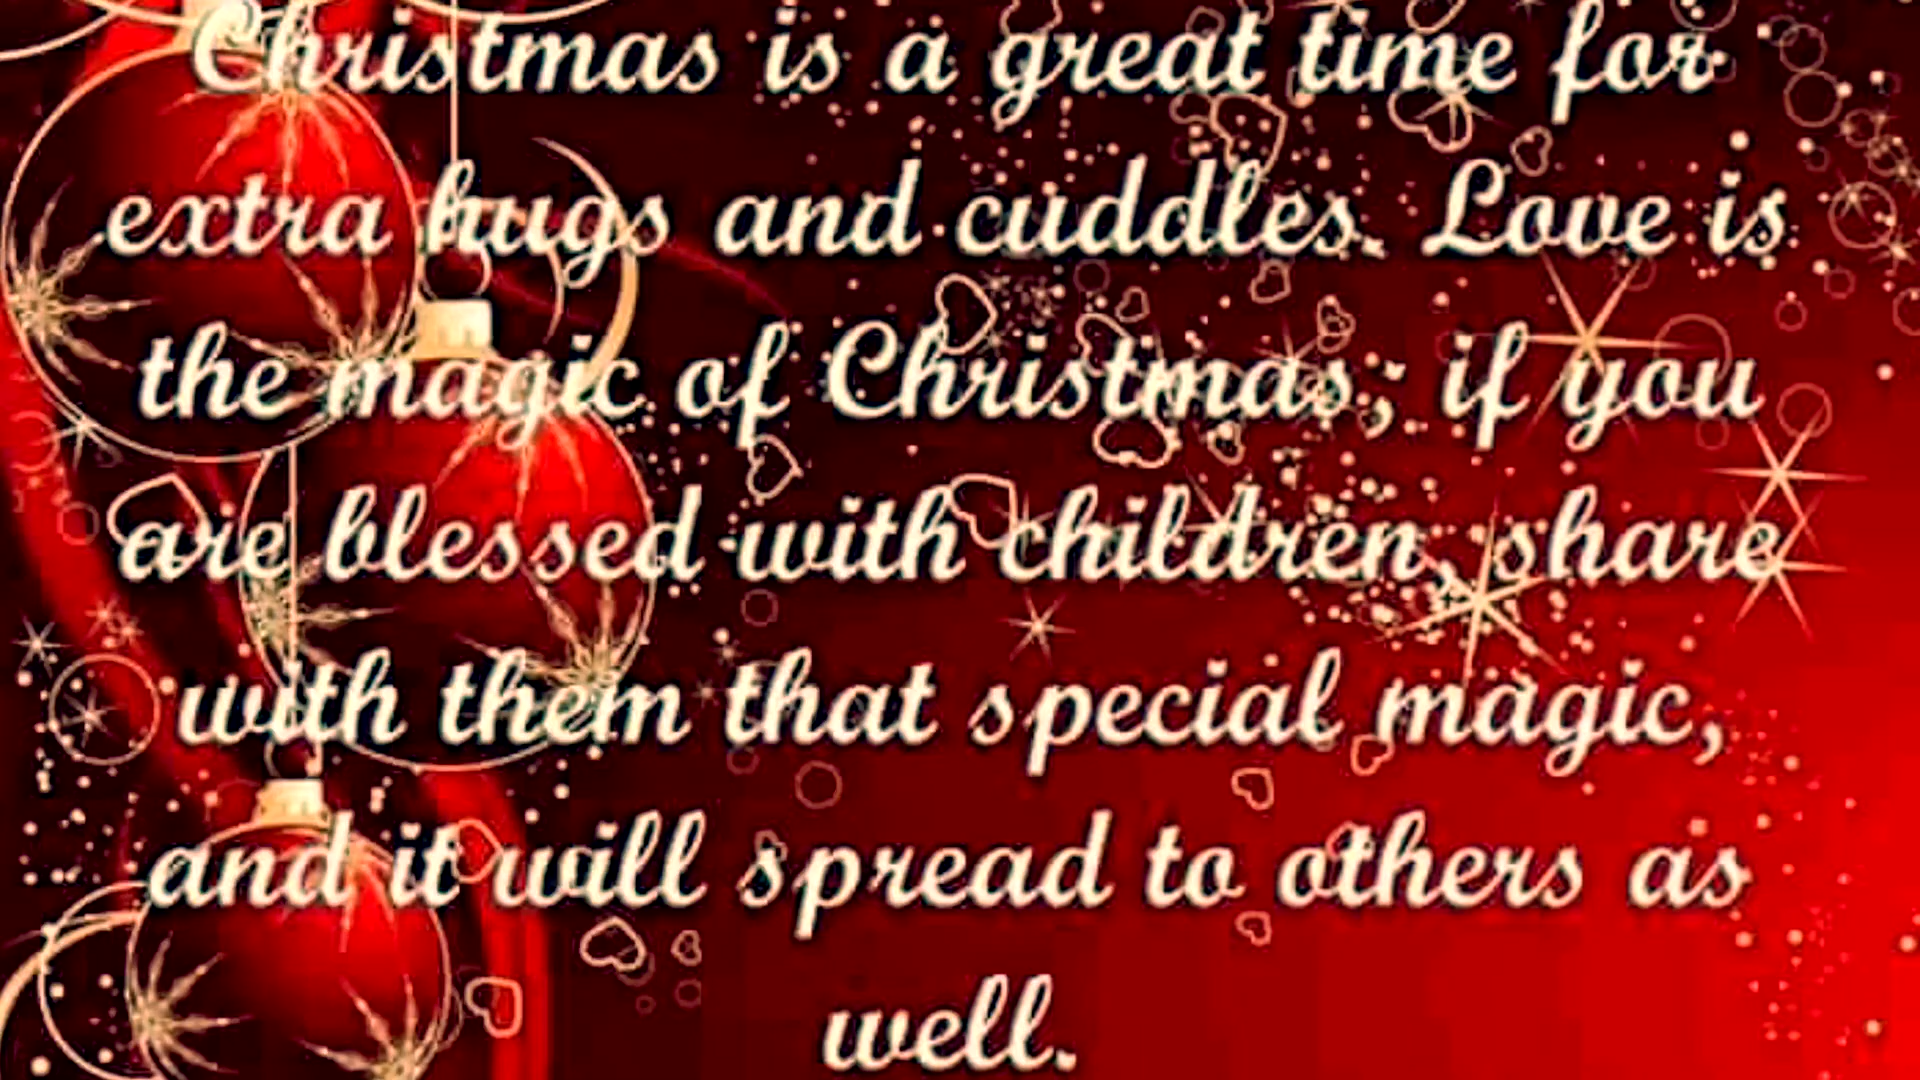 Christmas is a great time for
extra hugs and cuddles. Love is
the magic of Christmas; if you
are blessed with children, share
with them that special magic,
and it will spread to others as
well.